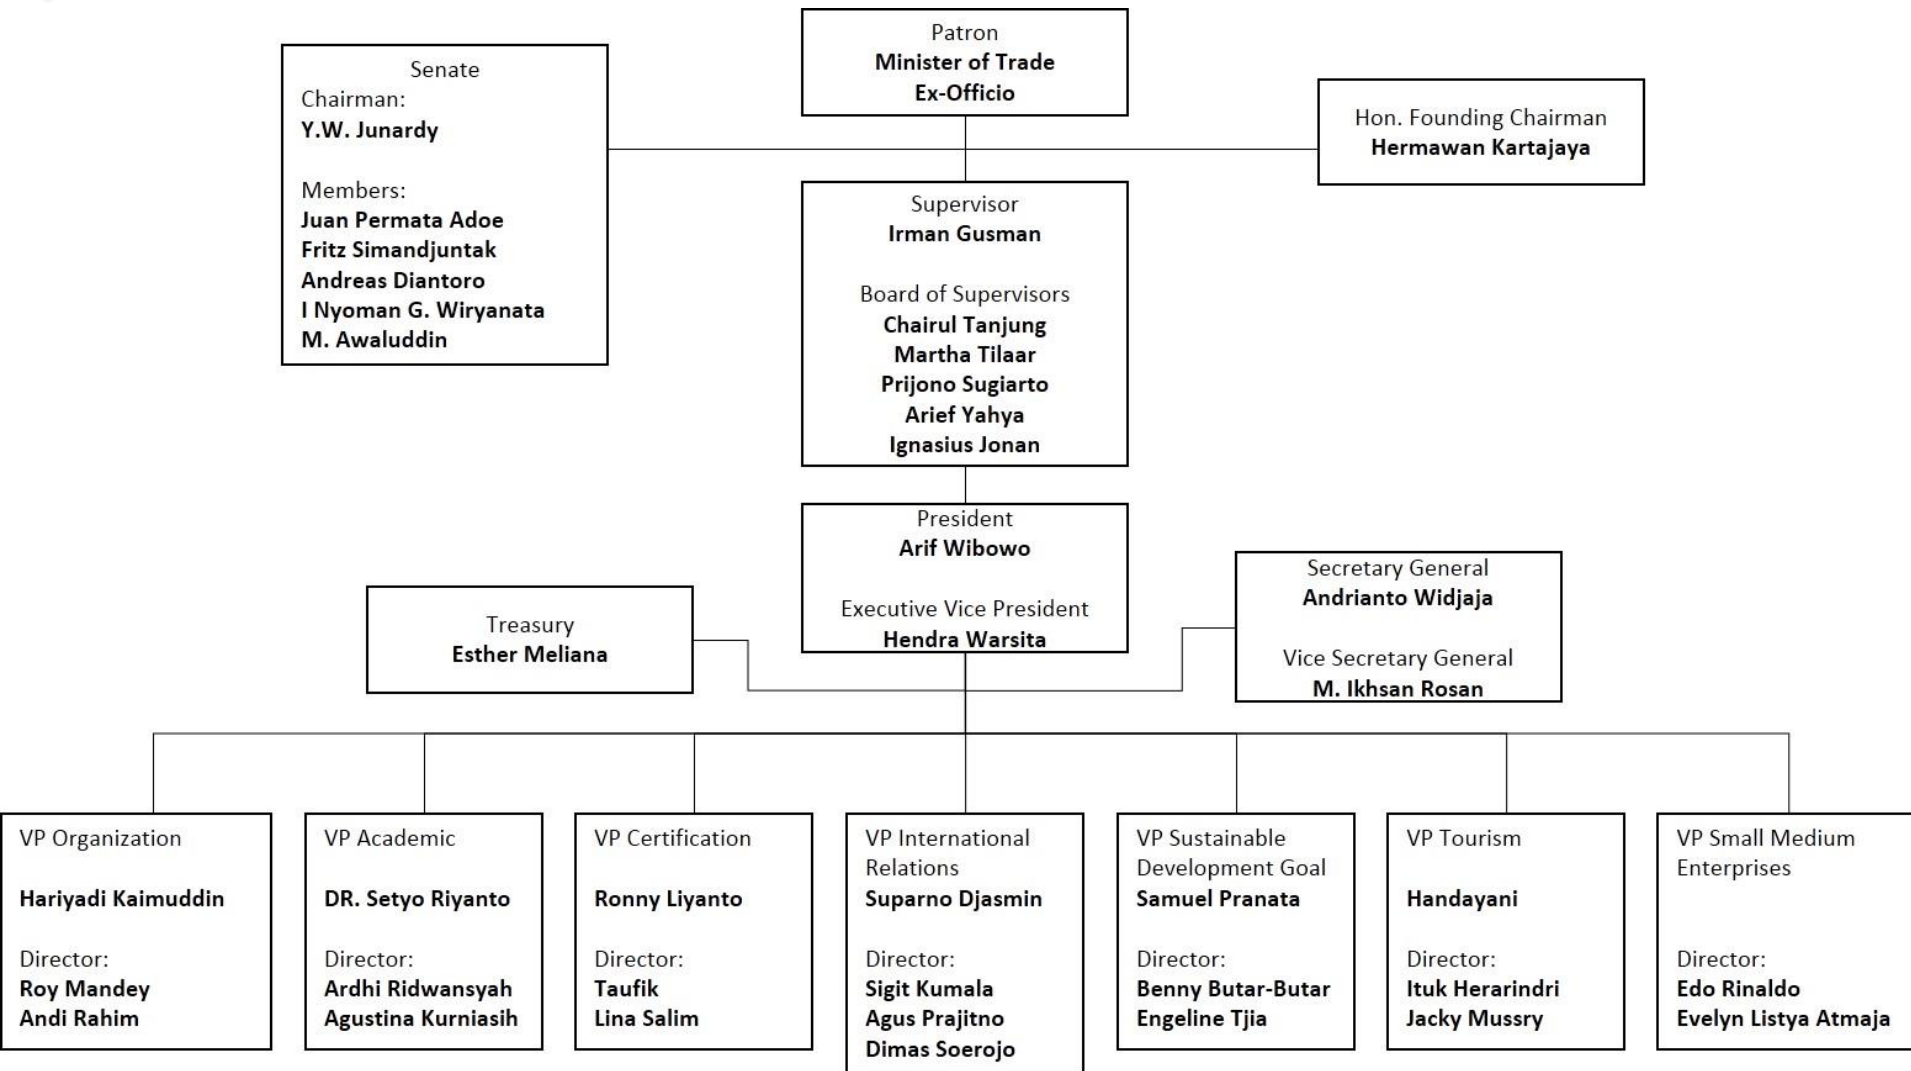 Patron
Minister of Trade
Ex-Officio
Senate
Chairman:
Y.W. Junardy
Members:
Juan Permata Adoe
Fritz Simandjuntak
Andreas Diantoro
I Nyoman G. Wiryanata
M. Awaluddin
Hon. Founding Chairman
Hermawan Kartajaya
Supervisor
Irman Gusman
Board of Supervisors
Chairul Tanjung
Martha Tilaar
Prijono Sugiarto
Arief Yahya
Ignasius Jonan
President
Arif Wibowo
Executive Vice President
Hendra Warsita
Treasury
Esther Meliana
Secretary General
Andrianto Widjaja
Vice Secretary General
M. Ikhsan Rosan
VP Organization
Hariyadi Kaimuddin
Director:
Roy Mandey
Andi Rahim
VP Academic
DR. Setyo Riyanto
Director:
Ardhi Ridwansyah
Agustina Kurniasih
VP Certification
Ronny Liyanto
Director:
Taufik
Lina Salim
VP International
Relations
Suparno Djasmin
Director:
Sigit Kumala
Agus Prajitno
Dimas Soerojo
VP Sustainable
Development Goal
Samuel Pranata
Director:
Benny Butar-Butar
Engeline Tjia
VP Tourism
Handayani
Director:
Ituk Herarindri
Jacky Mussry
VP Small Medium
Enterprises
Director:
Edo Rinaldo
Evelyn Listya Atmaja